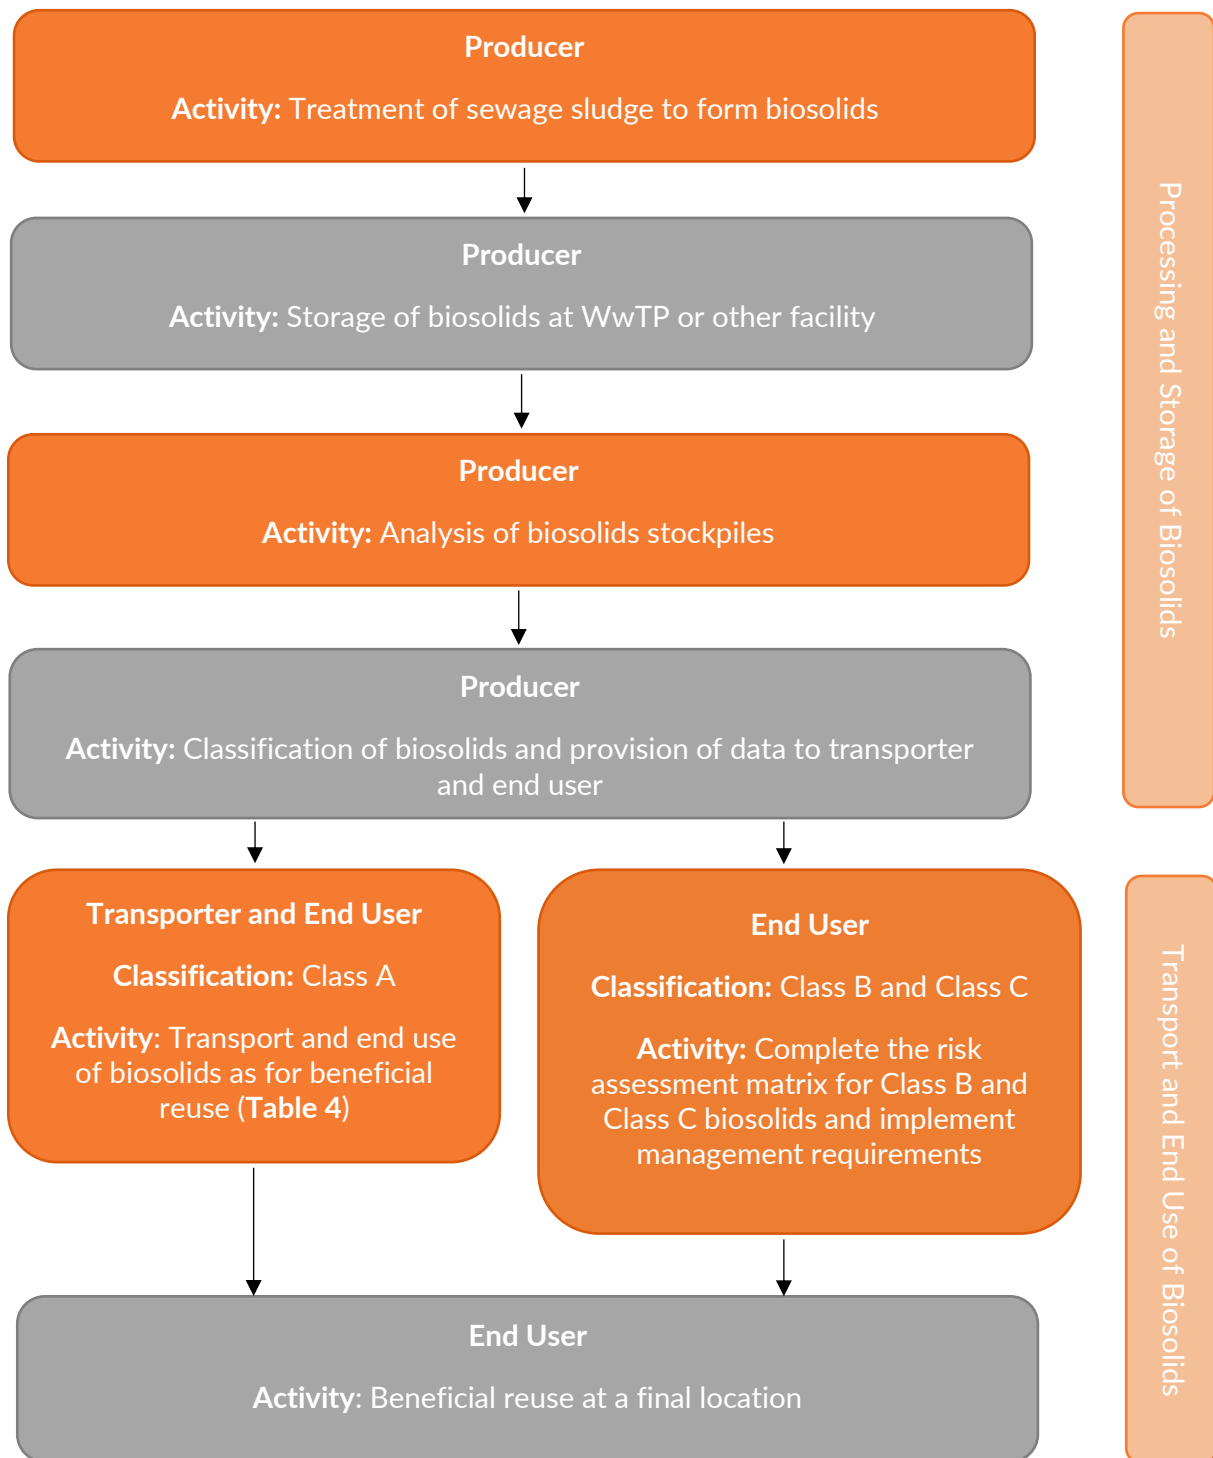 Producer
Activity: Treatment of sewage sludge to form biosolids
Producer
Activity: Storage of biosolids at WwTP or other facility
Producer
Activity: Analysis of biosolids stockpiles
Producer
Activity: Classification of biosolids and provision of data to transporter
and end user
Processing and Storage of Biosolids
Transporter and End User
Classification: Class A
Activity: Transport and end use
of biosolids as for beneficial
reuse (Table 4)
End User
Classification: Class B and Class C
Activity: Complete the risk
assessment matrix for Class B and
Class C biosolids and implement
management requirements
End User
Activity: Beneficial reuse at a final location
Transport and End Use of Biosolids